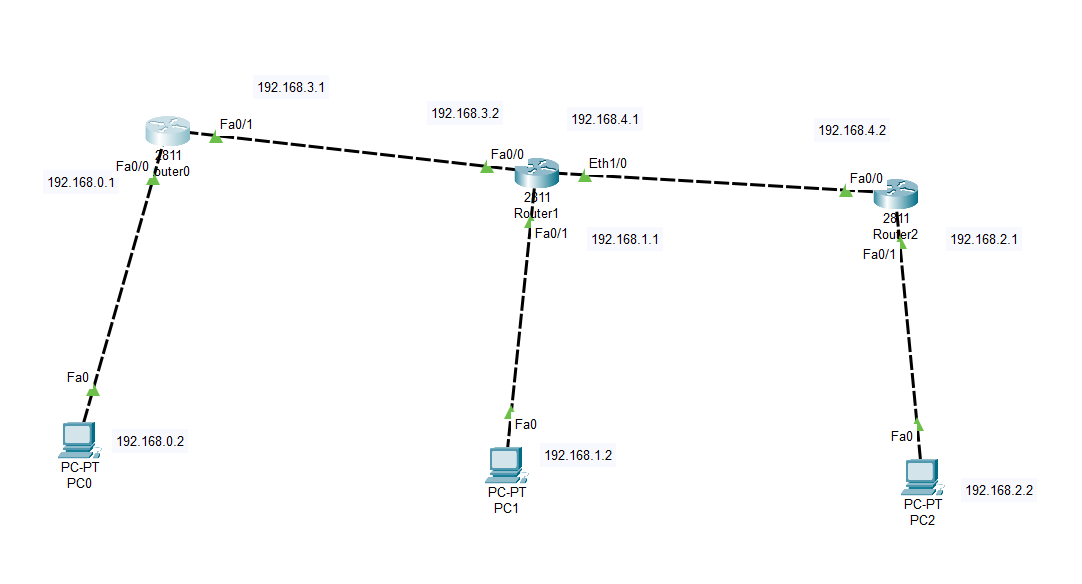 192.168.3.1
192.168.3.2
192.168.4.1
192.168.4.2
Fa0/1
Fa0/0
2811
outer0
192.168.0.1
Fa0/0
Eth1/0
2811
Router1
Fa0/1
192.168.1.1
Fa0/0
2811
Router2
Fa0/1
192.168.2.1
Fa0
192.168.0.2
PC-PT
PC0
Fa0
192.168.1.2
PC-PT
PC1
Fa0
192.168.2.2
PC-PT
PC2